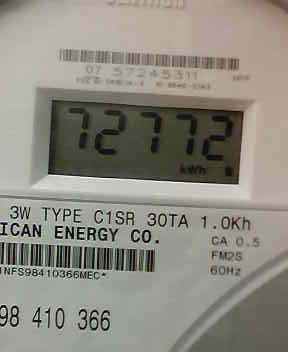 07 57245311
72772
kWh
3W TYPE C1SR 30TA 1.0Kh
ICAN ENERGY CO.
CA 0.5
FM2S
60Hz
NFS98410366MEC*
98 410 366